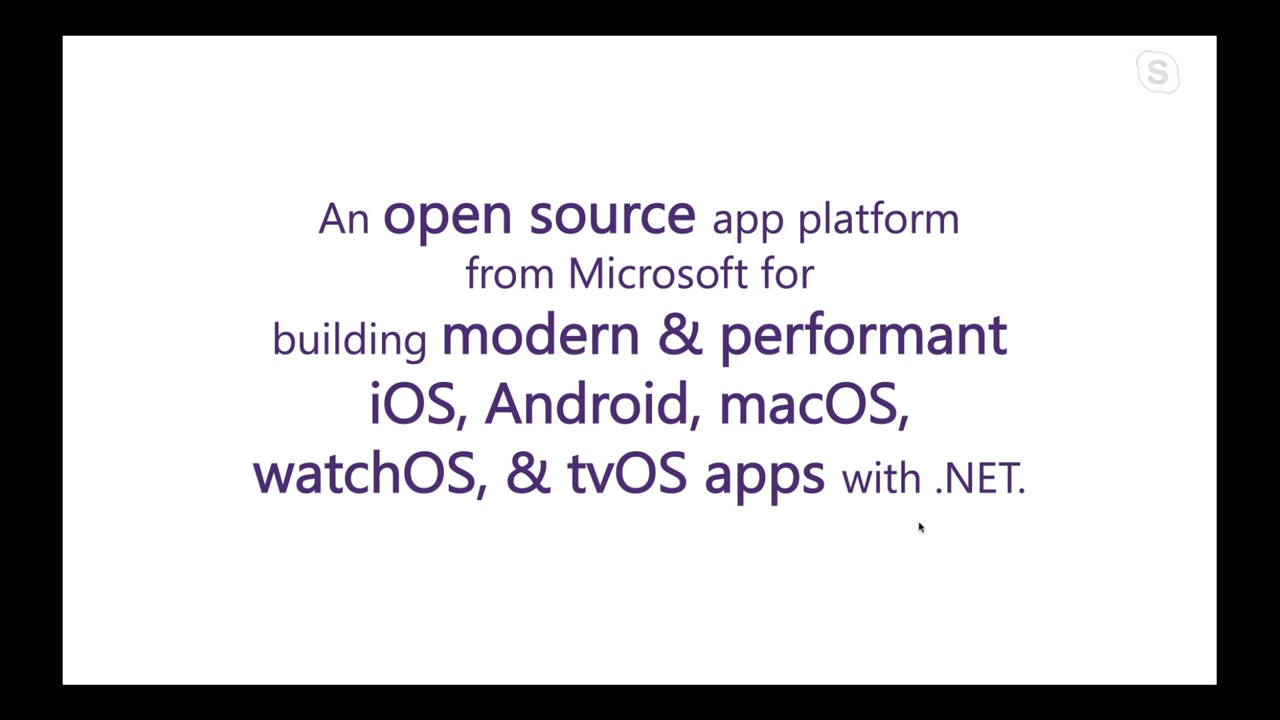 S
An open source app platform
from Microsoft for
building modern & performant
iOS, Android, macOS,
watchOS, & tvOS apps with .NET.